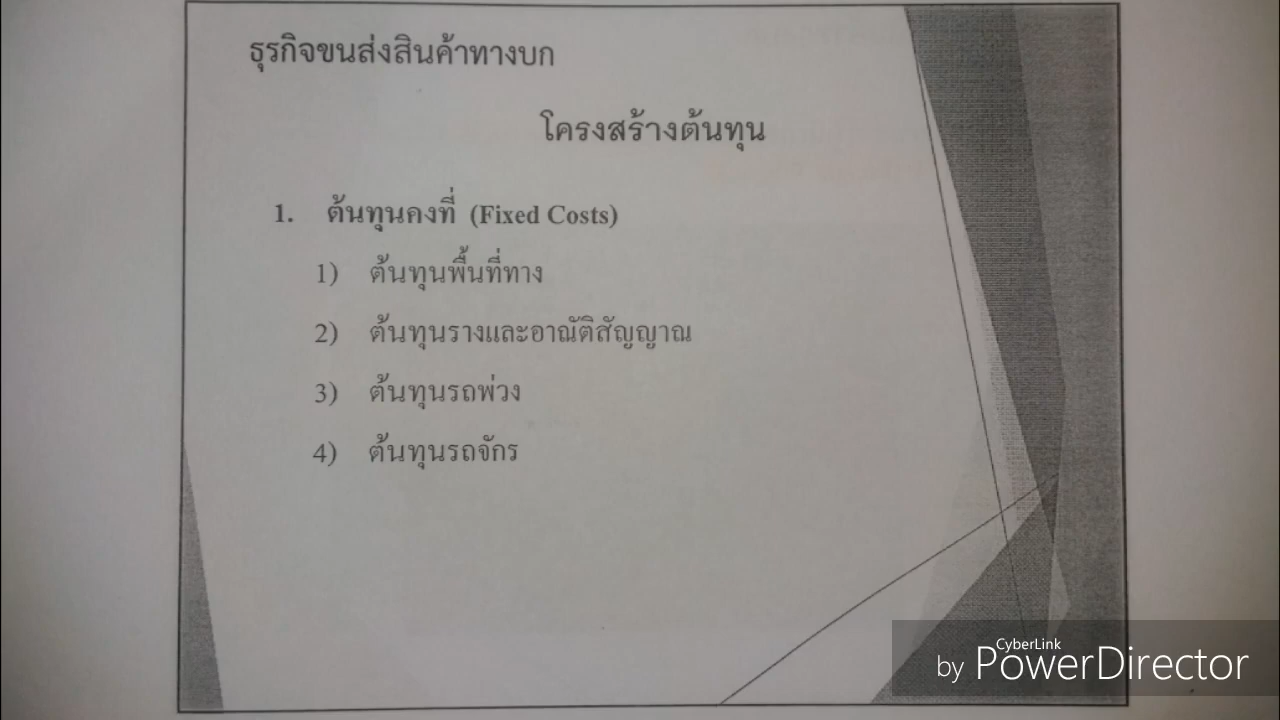 ธุรกิจขนส่งสินค้าทางบก
โครงสร้างต้นทุน
1. ต้นทุนคงที่ (Fixed Costs)
1) ต้นทุนพื้นที่ทาง
2) ต้นทุนรางและอาณัติสัญญาณ
3) ต้นทุนรถพ่วง
4) ต้นทุนรถจักร
CyberLink
by PowerDirector